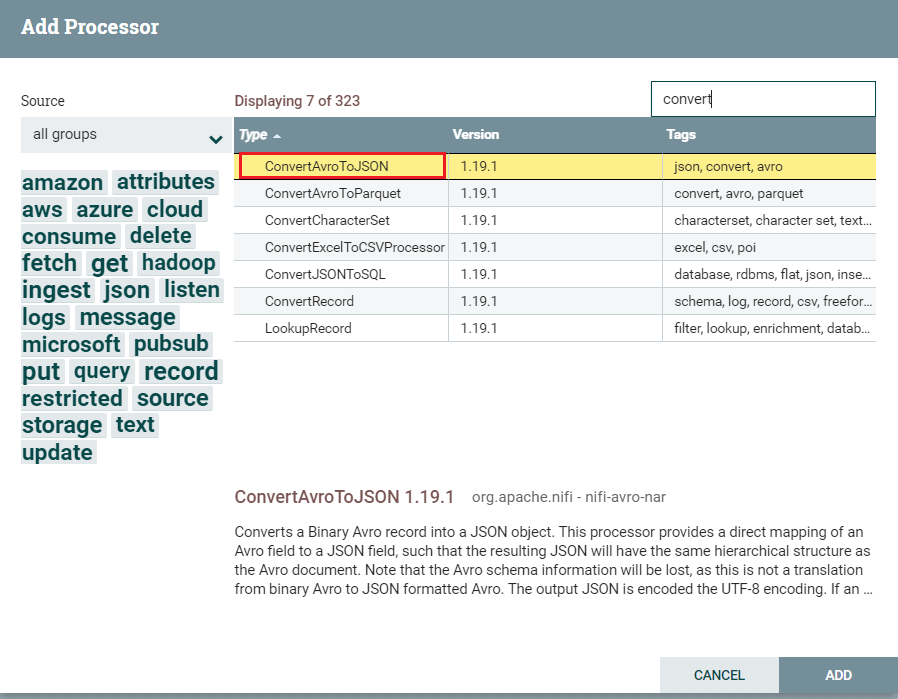 Add Processor
Source
Displaying 7 of 323
convert
all groups
Type Version Tags
ConvertAvroToJSON 1.19.1 json, convert, avro
ConvertAvroToParquet 1.19.1 convert, avro, parquet
ConvertCharacterSet 1.19.1 characterset, character set, text...
ConvertExcelToCSVProcessor 1.19.1 excel, csv, poi
ConvertJSONToSQL 1.19.1 database, rdbms, flat, json, inse...
ConvertRecord 1.19.1 schema, log, record, csv, freefor...
LookupRecord 1.19.1 filter, lookup, enrichment, datab...
amazon attributes
aws azure cloud
consume delete
fetch get hadoop
ingest json listen
logs message
microsoft pubsub
put query record
restricted source
storage text
update
ConvertAvroToJSON 1.19.1 org.apache.nifi - nifi-avro-nar
Converts a Binary Avro record into a JSON object. This processor provides a direct mapping of an
Avro field to a JSON field, such that the resulting JSON will have the same hierarchical structure as
the Avro document. Note that the Avro schema information will be lost, as this is not a translation
from binary Avro to JSON formatted Avro. The output JSON is encoded the UTF-8 encoding. If an ...
CANCEL ADD